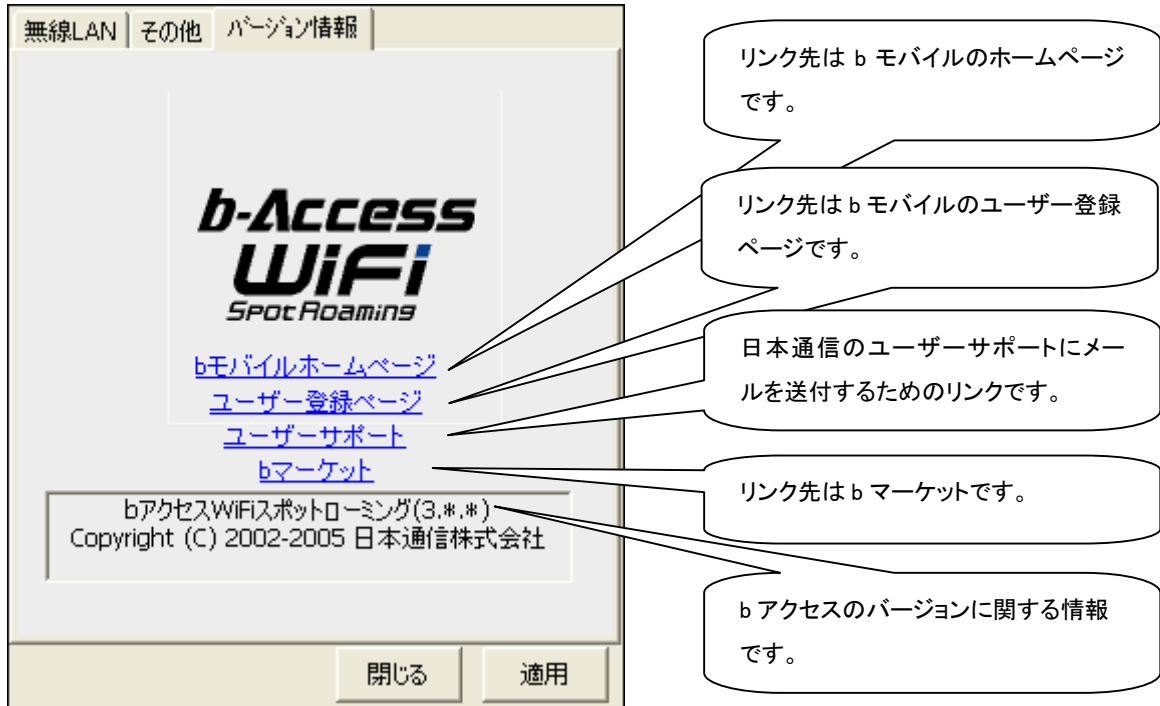 無線LAN
その他
バージョン情報
b-Access
WiFi
Spot Roaming
bモバイルホームページ
ユーザー登録ページ
ユーザーサポート
bマーケット
bアクセスWiFiスポットローミング(3.*.*)
Copyright (C) 2002-2005 日本通信株式会社
閉じる
適用
リンク先は b モバイルのホームページ
です。
リンク先は b モバイルのユーザー登録
ページです。
日本通信のユーザーサポートにメー
ルを送付するためのリンクです。
リンク先は b マーケットです。
b アクセスのバージョンに関する情報
です。